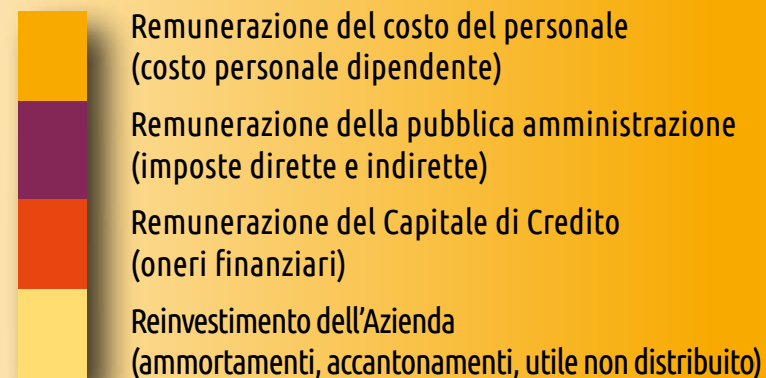 Remunerazione del costo del personale
(costo personale dipendente)
Remunerazione della pubblica amministrazione
(imposte dirette e indirette)
Remunerazione del Capitale di Credito
(oneri finanziari)
Reinvestimento dell’Azienda
(ammortamenti, accantonamenti, utile non distribuito)